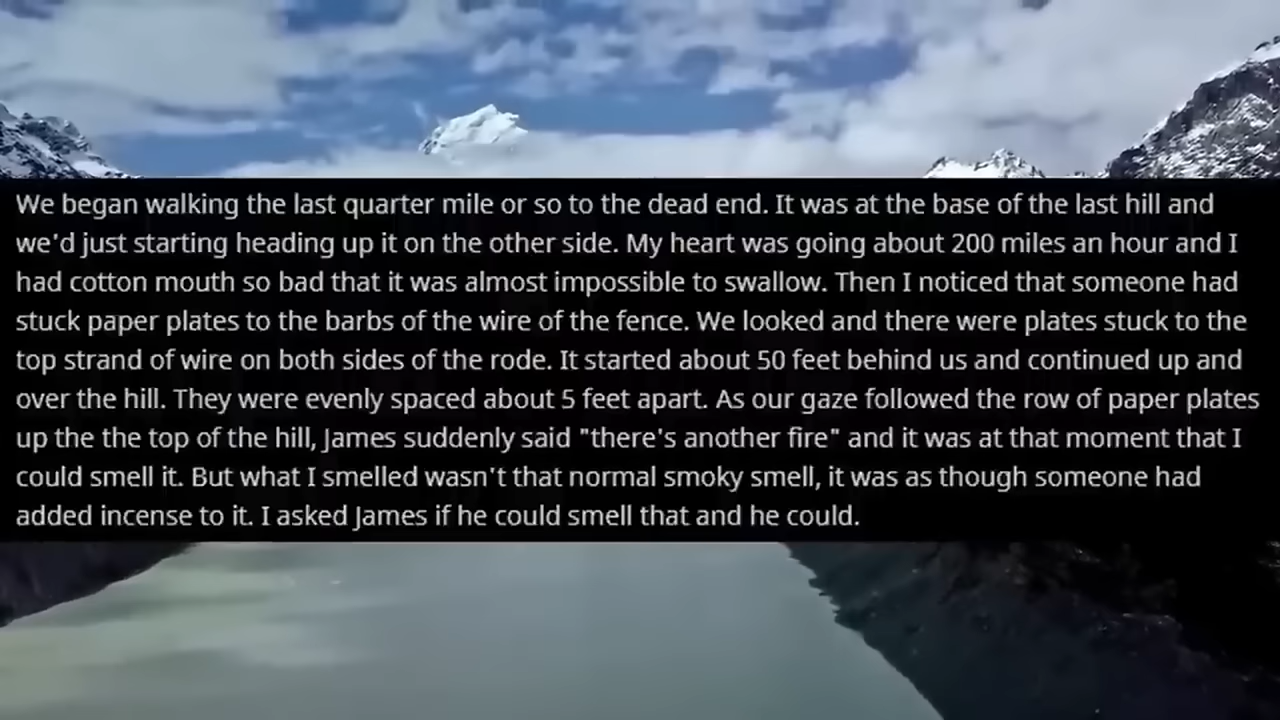 We began walking the last quarter mile or so to the dead end. It was at the base of the last hill and
we'd just starting heading up it on the other side. My heart was going about 200 miles an hour and I
had cotton mouth so bad that it was almost impossible to swallow. Then I noticed that someone had
stuck paper plates to the barbs of the wire of the fence. We looked and there were plates stuck to the
top strand of wire on both sides of the rode. It started about 50 feet behind us and continued up and
over the hill. They were evenly spaced about 5 feet apart. As our gaze followed the row of paper plates
up the the top of the hill, James suddenly said "there's another fire" and it was at that moment that I
could smell it. But what I smelled wasn't that normal smoky smell, it was as though someone had
added incense to it. I asked James if he could smell that and he could.